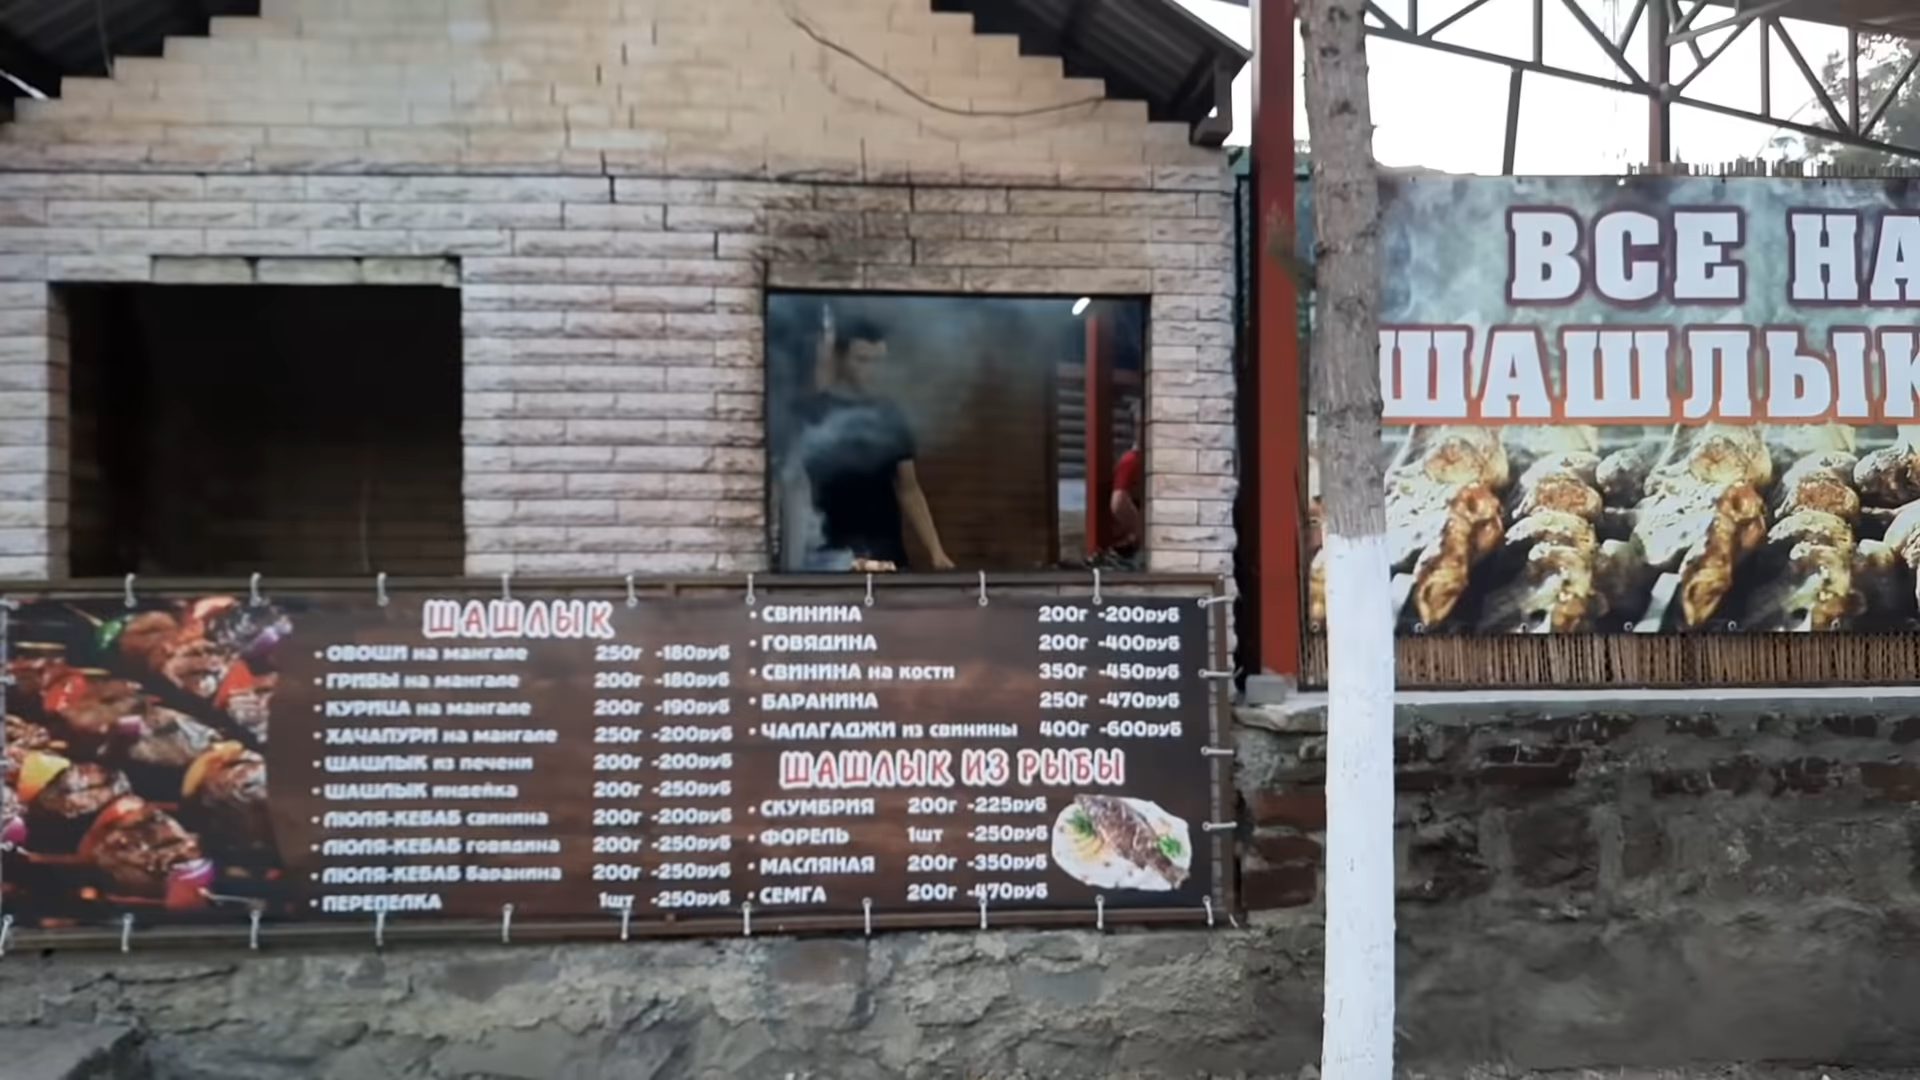 ВСЕ НА
ШАШЛЫК
ШАШЛЫК
• ОВОЩИ на мангале 250г -180руб
• ГРИБЫ на мангале 200г -180руб
• КУРИЦА на мангале 200г -190руб
• ХАЧАПУРИ на мангале 250г -200руб
• ШАШЛЫК из печени 200г -200руб
• ШАШЛЫК индейка 200г -250руб
• ЛЮЛЯ-КЕБАБ свинина 200г -200руб
• ЛЮЛЯ-КЕБАБ говядина 200г -250руб
• ЛЮЛЯ-КЕБАБ баранина 200г -250руб
• ПЕРЕПЕЛКА 1шт -250руб
• СВИНИНА 200г -200руб
• ГОВЯДИНА 200г -400руб
• СВИНИНА на кости 350г -450руб
• БАРАНИНА 250г -470руб
• ЧАЛАГАДЖИ из свинины 400г -600руб
ШАШЛЫК ИЗ РЫБЫ
• СКУМБРИЯ 200г -225руб
• ФОРЕЛЬ 1шт -250руб
• МАСЛЯНАЯ 200г -350руб
• СЕМГА 200г -470руб